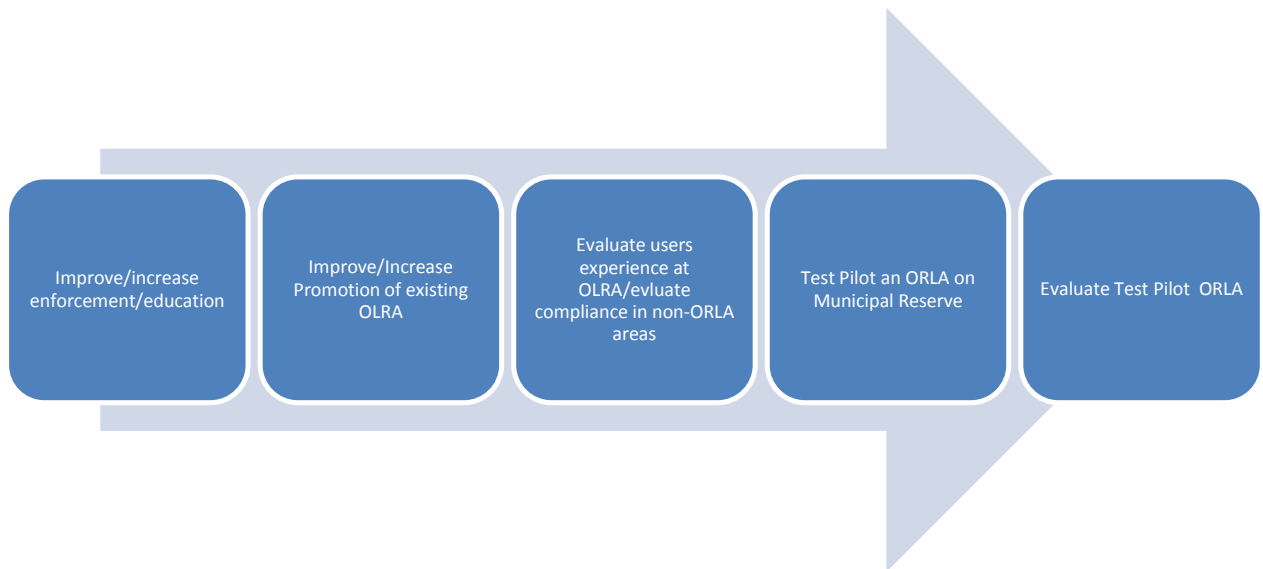 Improve/increase
enforcement/education
Improve/Increase
Promotion of existing
OLRA
Evaluate users
experience at
OLRA/evluate
compliance in non-ORLA
areas
Test Pilot an ORLA on
Municipal Reserve
Evaluate Test Pilot  ORLA